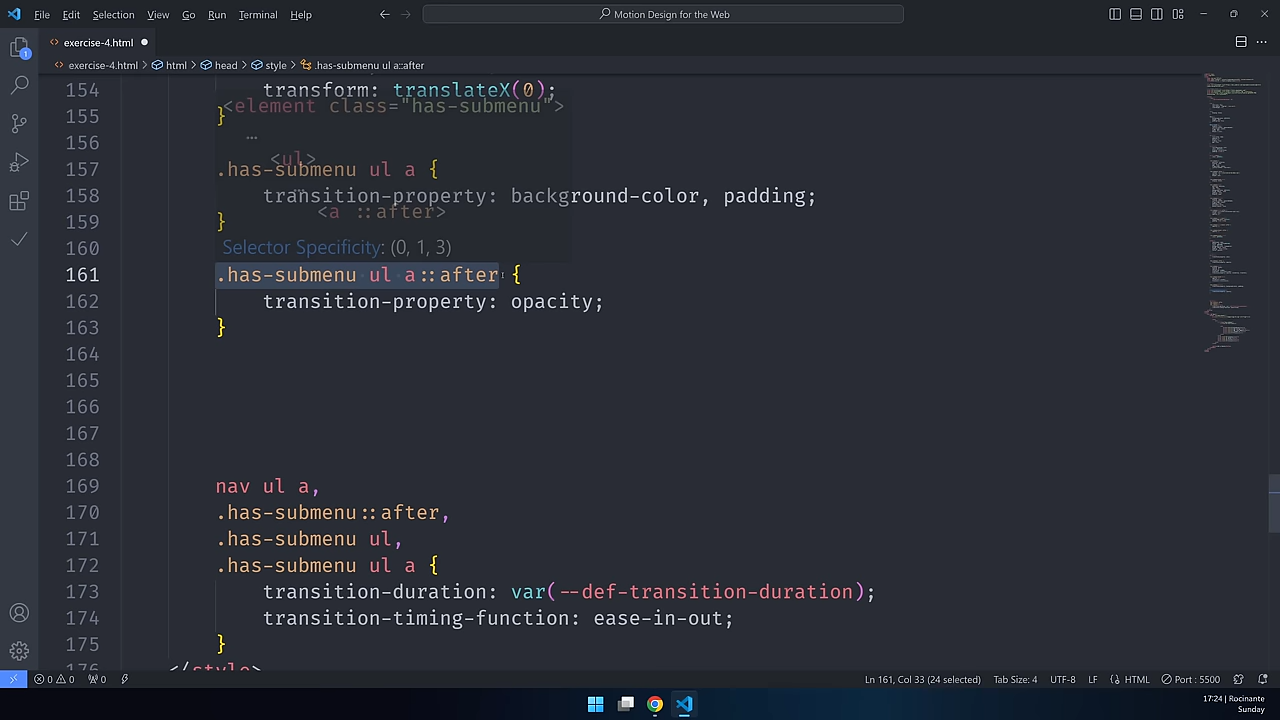 File Edit Selection View Go Run Terminal Help
Motion Design for the Web
exercise-4.html
exercise-4.html > html > head > style > .has-submenu ul a::after
154 transform: translateX(0);
<element class="has-submenu">
155 }
156 …
<ul>
157 .has-submenu ul a {
…
158 transition-property: background-color, padding;
<a ::after>
159 }
160 Selector Specificity: (0, 1, 3)
161 .has-submenu ul a::after {
162 transition-property: opacity;
163 }
164
165
166
167
168
169 nav ul a,
170 .has-submenu::after,
171 .has-submenu ul,
172 .has-submenu ul a {
173 transition-duration: var(--def-transition-duration);
174 transition-timing-function: ease-in-out;
175 }
176 </style>
1
0 0 0 Ln 161, Col 33 (24 selected) Tab Size: 4 UTF-8 LF HTML Port : 5500
17:24 | Rocinante
Sunday